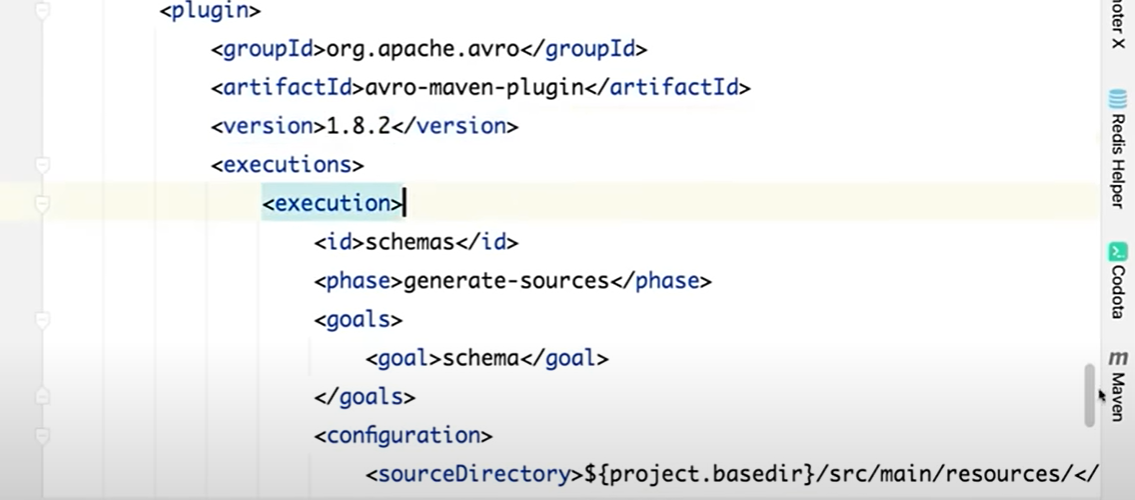 <plugin>
<groupId>org.apache.avro</groupId>
<artifactId>avro-maven-plugin</artifactId>
<version>1.8.2</version>
<executions>
<execution>
<id>schemas</id>
<phase>generate-sources</phase>
<goals>
<goal>schema</goal>
</goals>
<configuration>
<sourceDirectory>${project.basedir}/src/main/resources/</
X
Redis Helper
Codota
m Maven